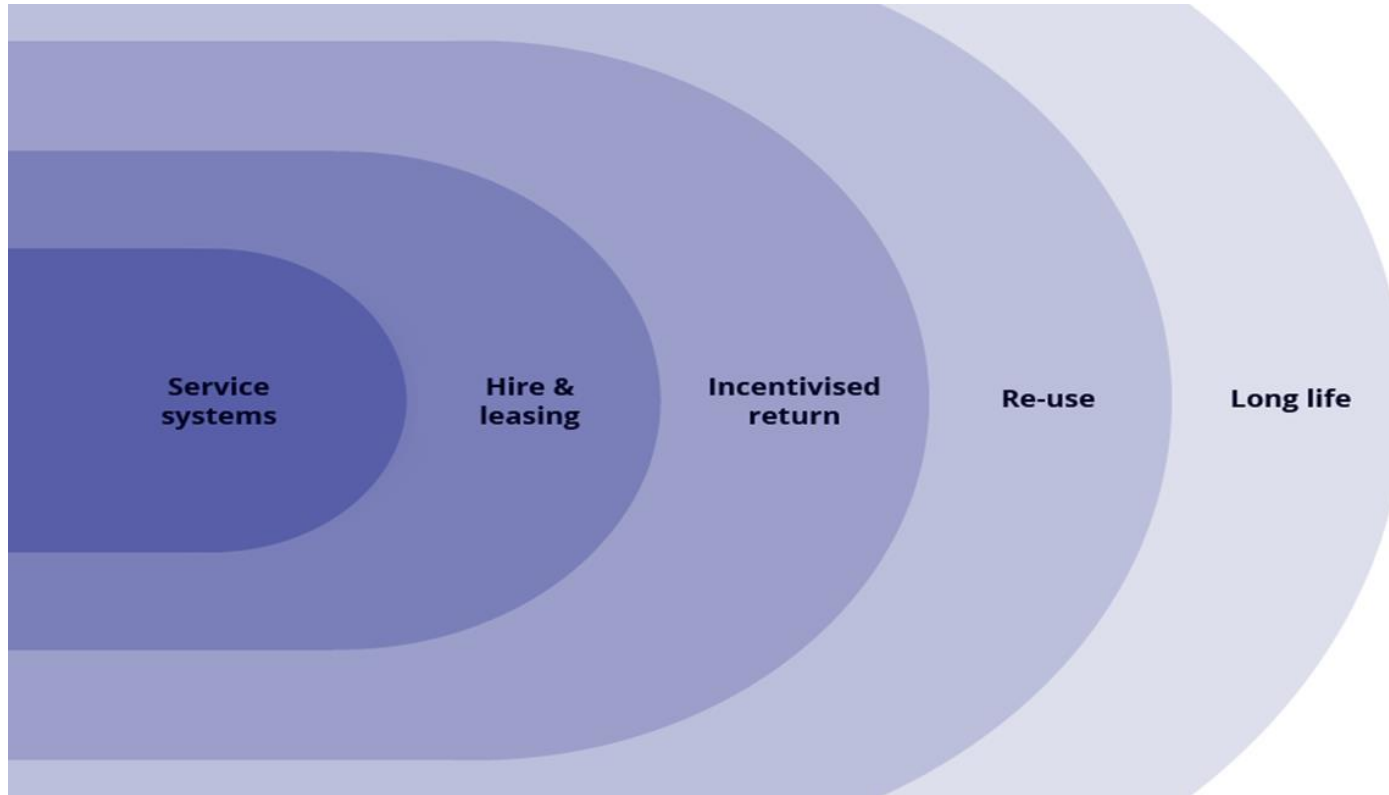 Service
systems
Hire &
leasing
Incentivised
return
Re-use
Long life